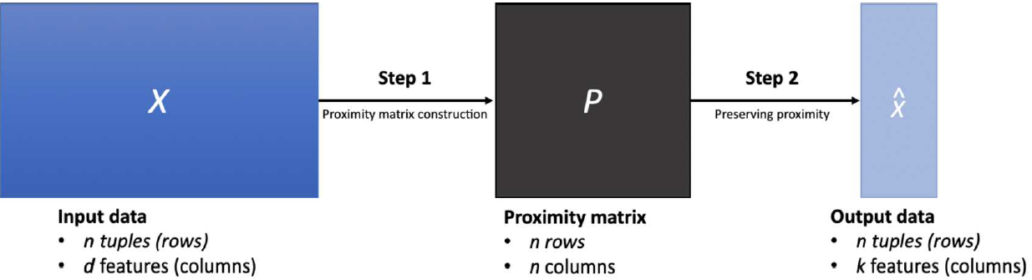 X
Step 1
Proximity matrix construction
P
Step 2
Preserving proximity
x̂
Input data
• n tuples (rows)
• d features (columns)
Proximity matrix
• n rows
• n columns
Output data
• n tuples (rows)
• k features (columns)